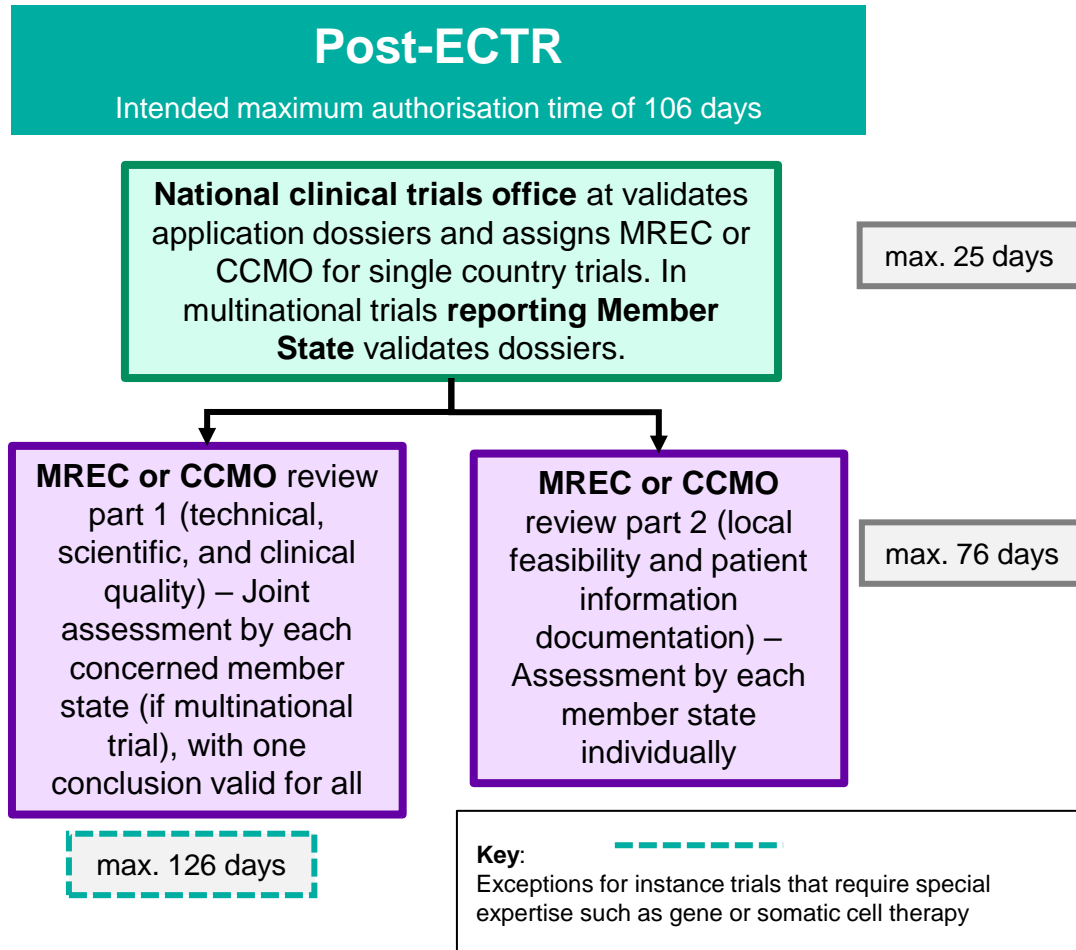 Post-ECTR
Intended maximum authorisation time of 106 days
National clinical trials office at validates
application dossiers and assigns MREC or
CCMO for single country trials. In
multinational trials reporting Member
State validates dossiers.
max. 25 days
MREC or CCMO review
part 1 (technical,
scientific, and clinical
quality) – Joint
assessment by each
concerned member
state (if multinational
trial), with one
conclusion valid for all
MREC or CCMO
review part 2 (local
feasibility and patient
information
documentation) –
Assessment by each
member state
individually
max. 76 days
max. 126 days
Key:
Exceptions for instance trials that require special
expertise such as gene or somatic cell therapy